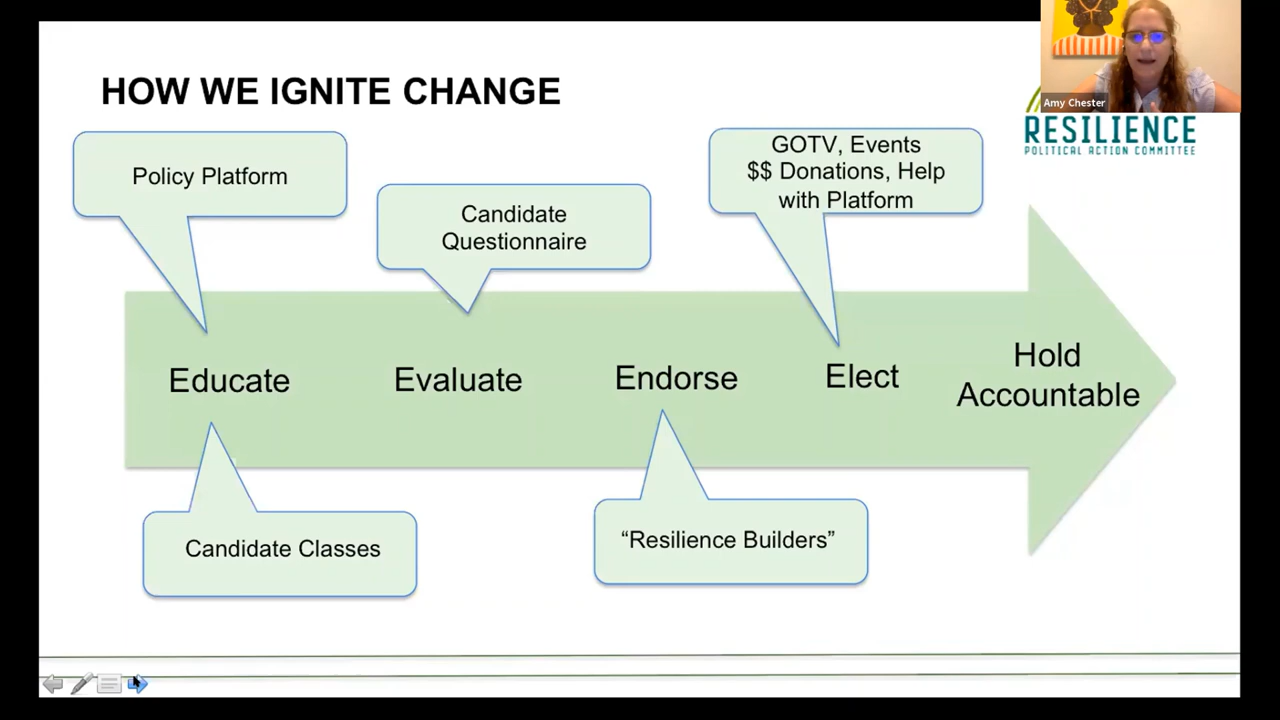 HOW WE IGNITE CHANGE
Amy Chester
RESILIENCE
POLITICAL ACTION COMMITTEE
Policy Platform
Candidate
Questionnaire
GOTV, Events
$$ Donations, Help
with Platform
Educate
Evaluate
Endorse
Elect
Hold
Accountable
Candidate Classes
“Resilience Builders”